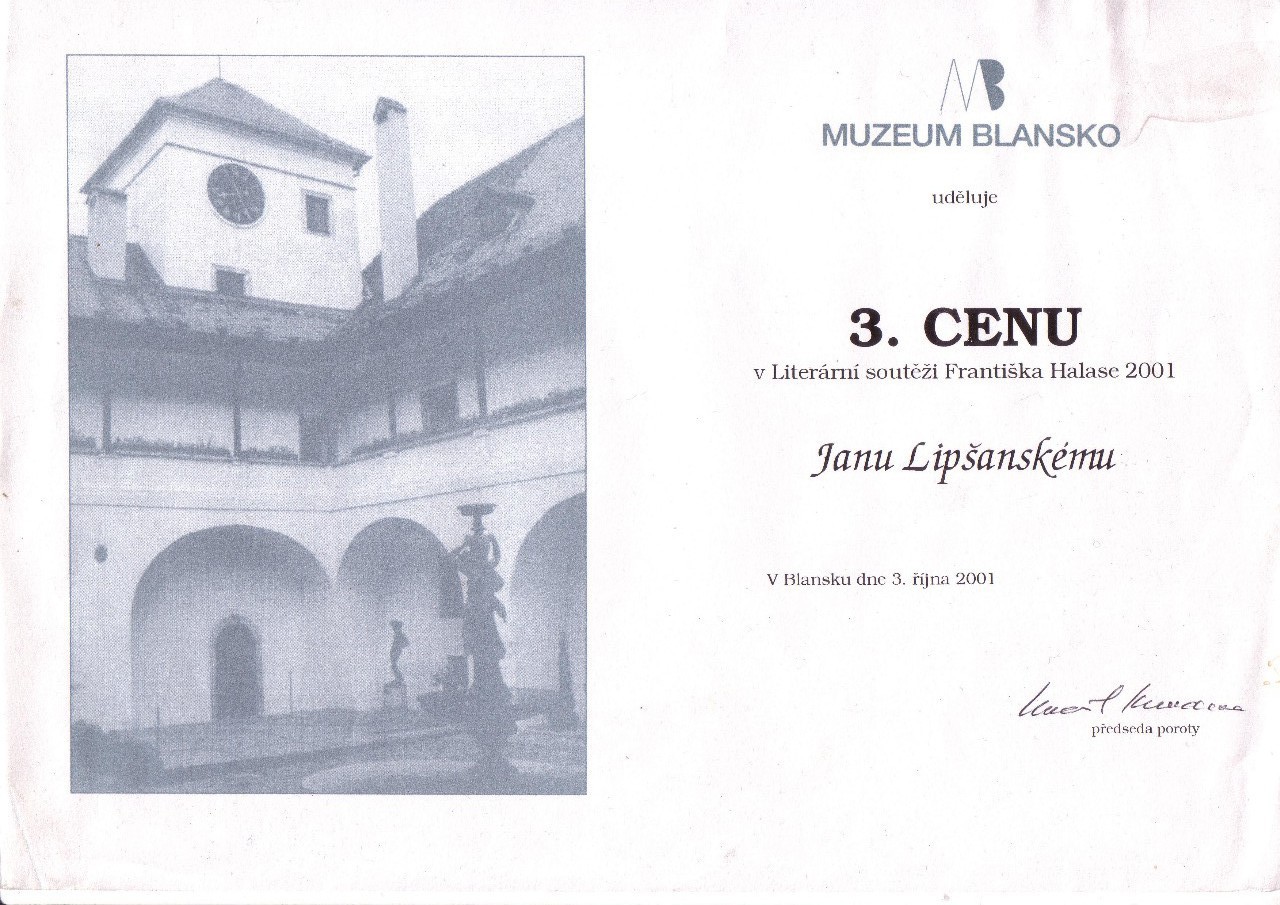 MB
MUZEUM BLANSKO
uděluje
3. CENU
v Literární soutěži Františka Halase 2001
Janu Lipšanskému
V Blansku dne 3. října 2001
předseda poroty